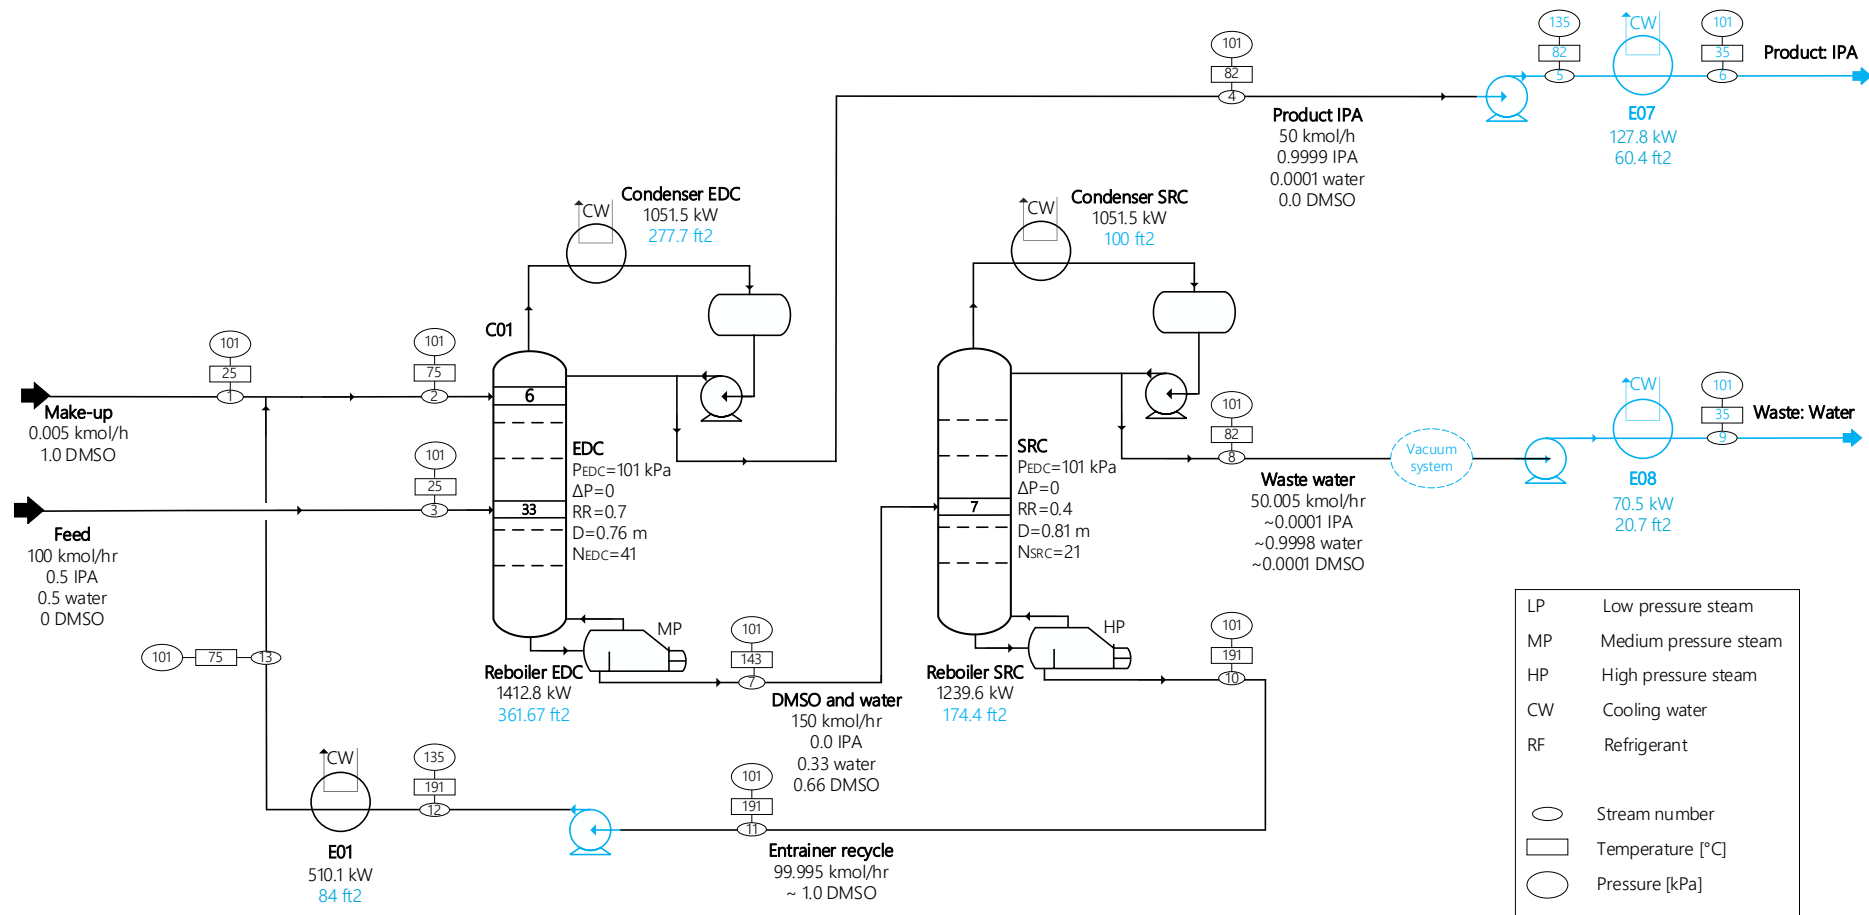 101
82
4
Product IPA
50 kmol/h
0.9999 IPA
0.0001 water
0.0 DMSO
135
82
5
CW
101
35
6
Product: IPA
E07
127.8 kW
60.4 ft2
CW
Condenser EDC
1051.5 kW
277.7 ft2
CW
Condenser SRC
1051.5 kW
100 ft2
C01
101
25
1
Make-up
0.005 kmol/h
1.0 DMSO
101
75
2
6
101
25
3
33
Feed
100 kmol/hr
0.5 IPA
0.5 water
0 DMSO
EDC
PEDC=101 kPa
ΔP=0
RR=0.7
D=0.76 m
NEDC=41
SRC
PEDC=101 kPa
ΔP=0
RR=0.4
D=0.81 m
NSRC=21
7
101
82
8
Waste water
50.005 kmol/hr
~0.0001 IPA
~0.9998 water
~0.0001 DMSO
Vacuum
system
CW
101
35
9
Waste: Water
E08
70.5 kW
20.7 ft2
101
75
13
MP
Reboiler EDC
1412.8 kW
361.67 ft2
101
143
7
DMSO and water
150 kmol/hr
0.0 IPA
0.33 water
0.66 DMSO
HP
Reboiler SRC
1239.6 kW
174.4 ft2
101
191
10
CW
E01
510.1 kW
84 ft2
135
191
12
101
191
11
Entrainer recycle
99.995 kmol/hr
~ 1.0 DMSO
LP Low pressure steam
MP Medium pressure steam
HP High pressure steam
CW Cooling water
RF Refrigerant
Stream number
Temperature [°C]
Pressure [kPa]